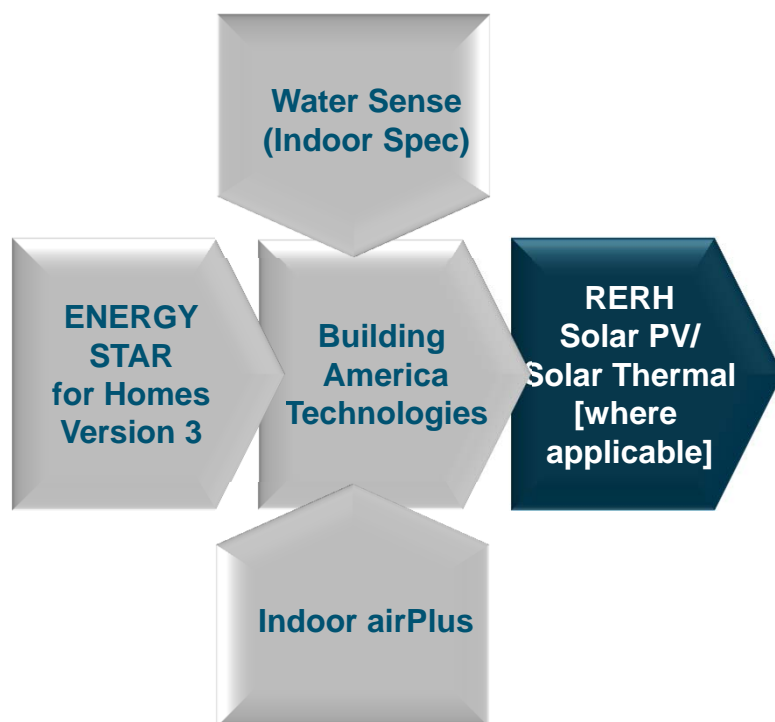 Water Sense
(Indoor Spec)
ENERGY
STAR
for Homes
Version 3
Building
America
Technologies
RERH
Solar PV/
Solar Thermal
[where
applicable]
Indoor airPlus